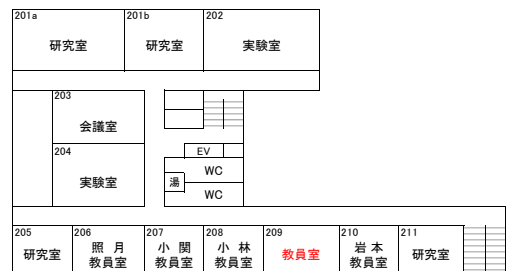 201a
研究室
201b
研究室
202
実験室
203
会議室
204
実験室
EV
WC
湯
WC
205
研究室
206
照 月
教員室
207
小 関
教員室
208
小 林
教員室
209
教員室
210
岩 本
教員室
211
研究室